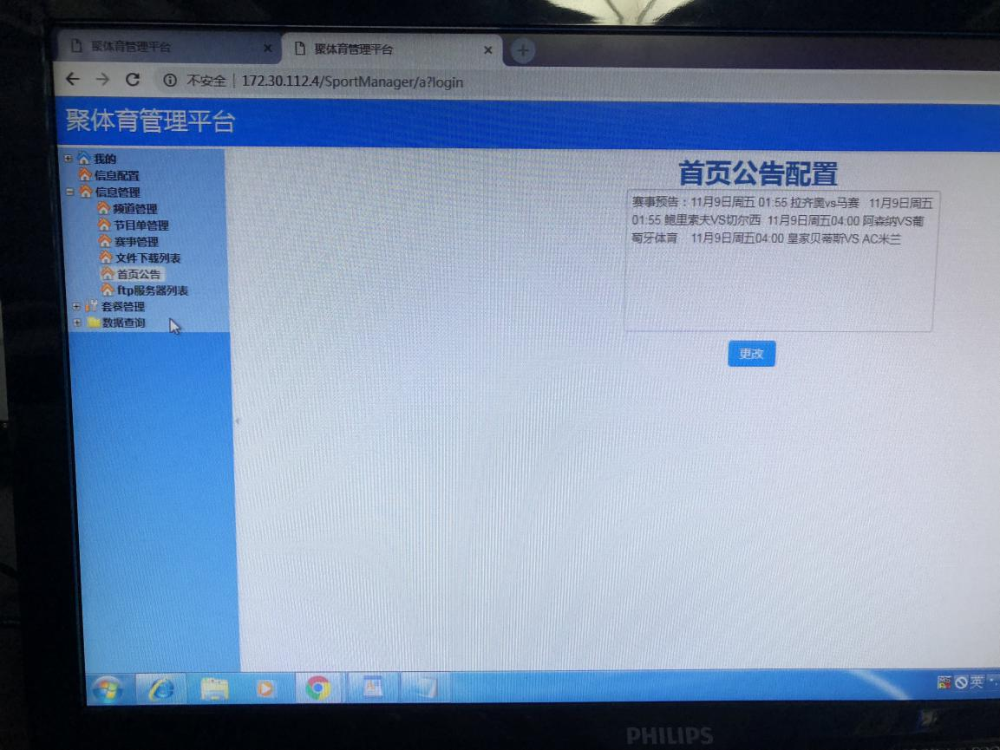 聚体育管理平台
聚体育管理平台
不安全 172.30.112.4/SportManager/a?login
聚体育管理平台
我的
信息配置
信息管理
频道管理
节目单管理
赛事管理
文件下载列表
首页公告
ftp服务器列表
套餐管理
数据查询
首页公告配置
赛事预告：11月9日周五 01:55 拉齐奥vs马赛 11月9日周五
01:55 鲍里索夫VS切尔西 11月9日周五04:00 阿森纳VS葡
萄牙体育 11月9日周五04:00 皇家贝蒂斯VS AC米兰
更改
英
PHILIPS